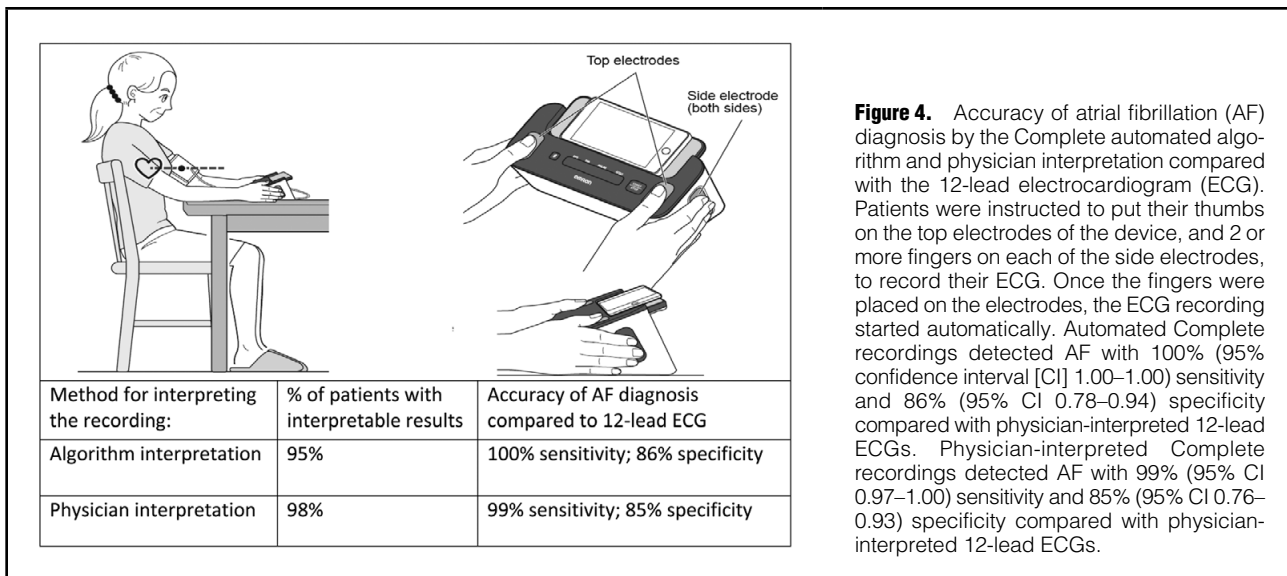 Top electrodes
Side electrode
(both sides)
Method for interpreting
the recording:
% of patients with
interpretable results
Accuracy of AF diagnosis
compared to 12-lead ECG
Algorithm interpretation
95%
100% sensitivity; 86% specificity
Physician interpretation
98%
99% sensitivity; 85% specificity
Figure 4. Accuracy of atrial fibrillation (AF)
diagnosis by the Complete automated algo-
rithm and physician interpretation compared
with the 12-lead electrocardiogram (ECG).
Patients were instructed to put their thumbs
on the top electrodes of the device, and 2 or
more fingers on each of the side electrodes,
to record their ECG. Once the fingers were
placed on the electrodes, the ECG recording
started automatically. Automated Complete
recordings detected AF with 100% (95%
confidence interval [CI] 1.00–1.00) sensitivity
and 86% (95% CI 0.78–0.94) specificity
compared with physician-interpreted 12-lead
ECGs. Physician-interpreted Complete
recordings detected AF with 99% (95% CI
0.97–1.00) sensitivity and 85% (95% CI 0.76–
0.93) specificity compared with physician-
interpreted 12-lead ECGs.